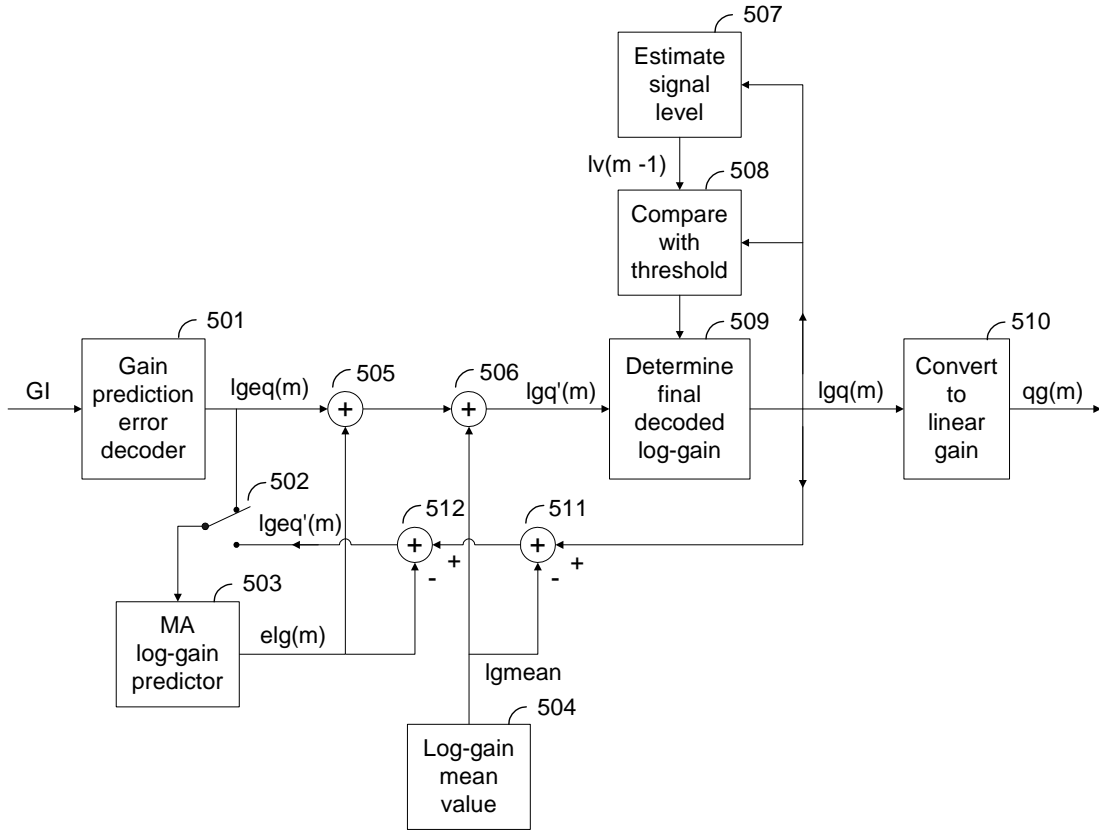 507
Estimate
signal
level
lv(m -1)
508
Compare
with
threshold
501
Gain
prediction
error
decoder
GI
lgeq(m)
505
+
506
+
lgq'(m)
509
Determine
final
decoded
log-gain
lgq(m)
510
Convert
to
linear
gain
qg(m)
502
lgeq'(m)
512
+
+
-
511
+
+
-
503
MA
log-gain
predictor
elg(m)
lgmean
504
Log-gain
mean
value